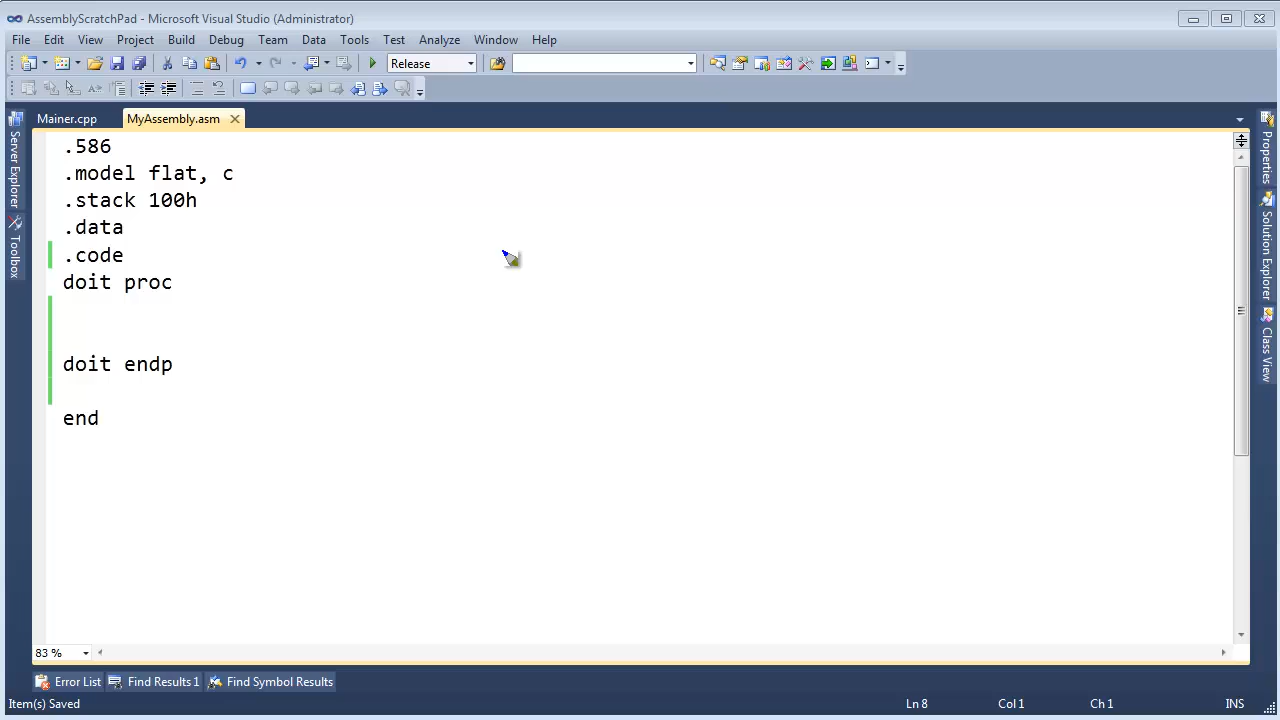 AssemblyScratchPad - Microsoft Visual Studio (Administrator)
File Edit View Project Build Debug Team Data Tools Test Analyze Window Help
Release
Mainer.cpp MyAssembly.asm
Server Explorer
Toolbox
.586
.model flat, c
.stack 100h
.data
.code
doit proc
doit endp
end
Properties
Solution Explorer
Class View
83 %
Error List Find Results 1 Find Symbol Results
Item(s) Saved Ln 8 Col 1 Ch 1 INS